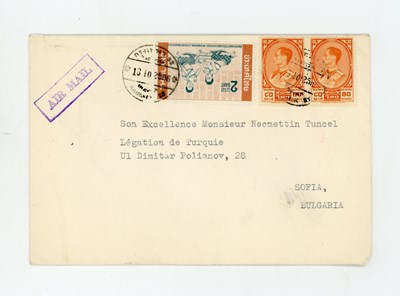 AIR MAIL
Son Excellence Monsieur Necmettin Tuncel
Légation de Turquie
Ul Dimitar Polianov, 28
SOFIA,
BULGARIA